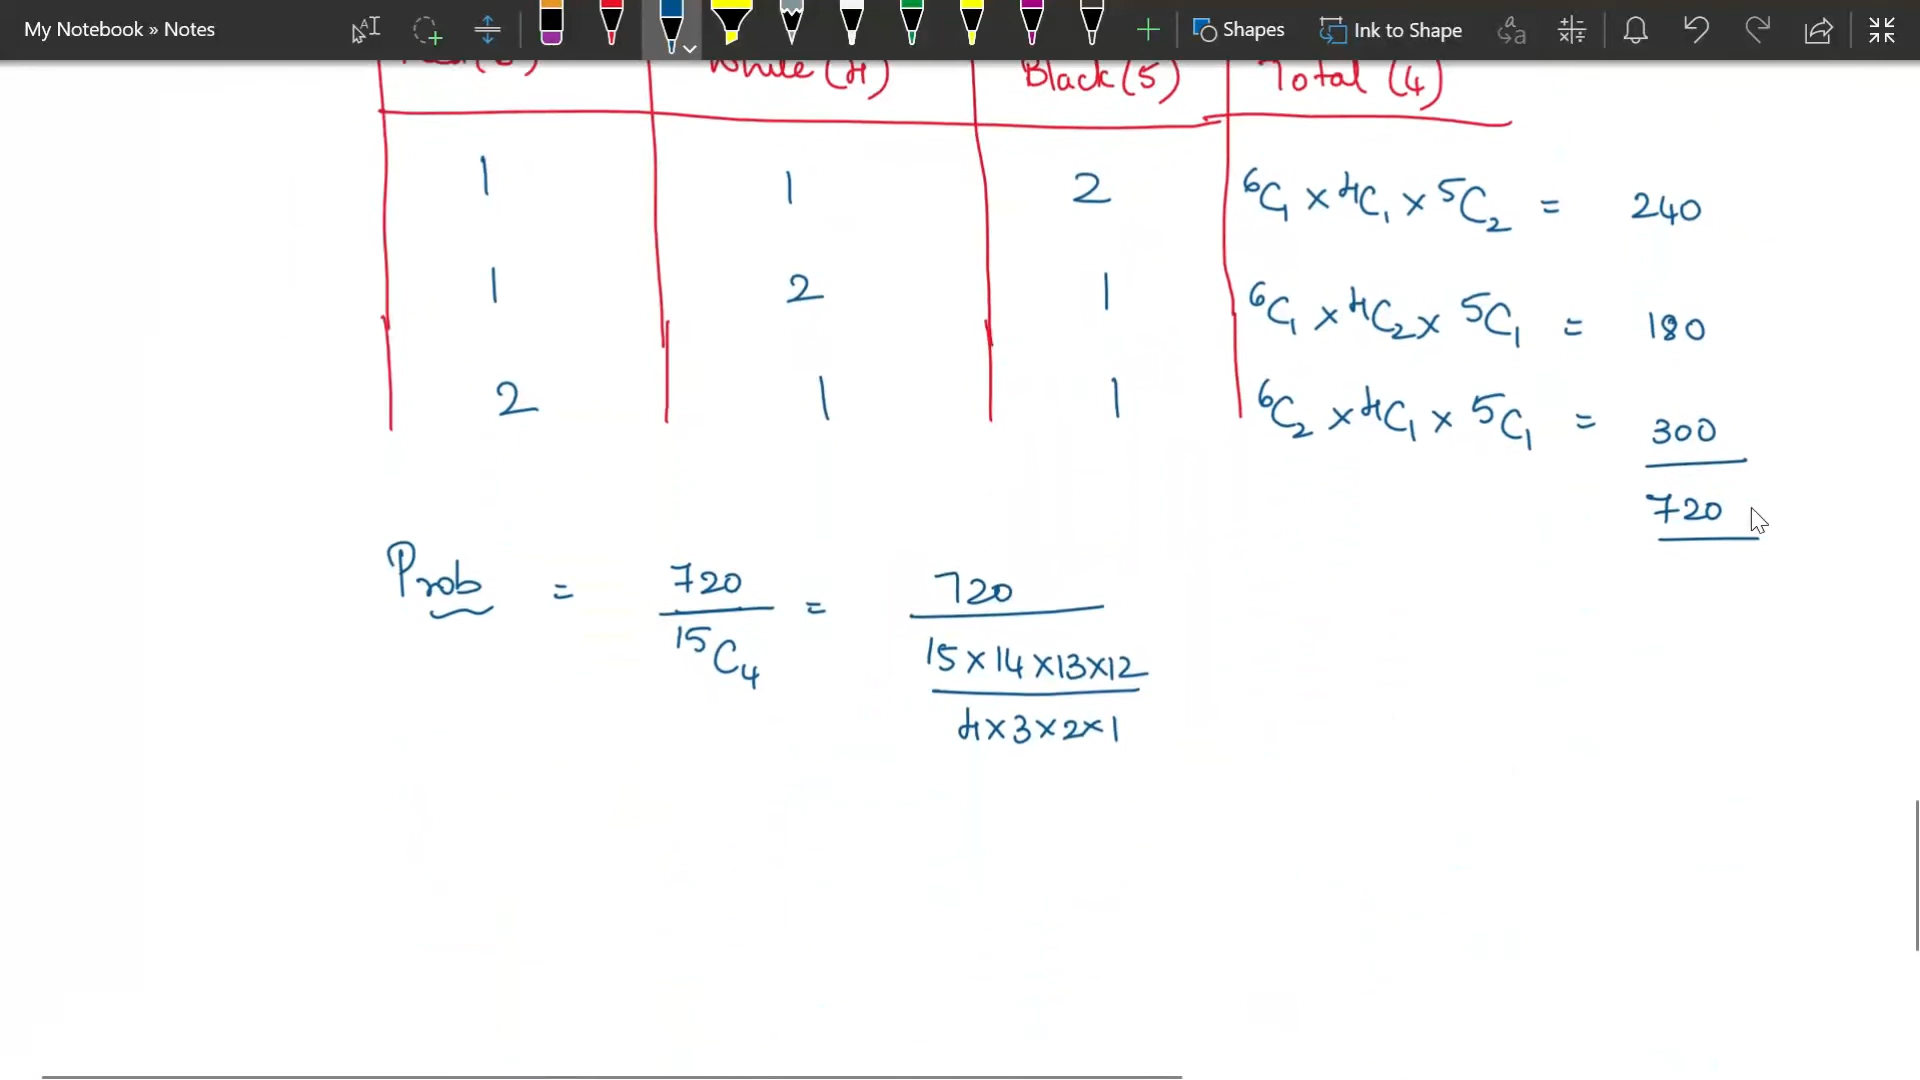 My Notebook » Notes Shapes Ink to Shape
White (4) Black (5) Total (4)
1 1 2 ⁶C₁ × ⁴C₁ × ⁵C₂ = 240
1 2 1 ⁶C₁ × ⁴C₂ × ⁵C₁ = 180
2 1 1 ⁶C₂ × ⁴C₁ × ⁵C₁ = 300
720
Prob = 720 / ¹⁵C₄ = 720
15 × 14 × 13 × 12
4 × 3 × 2 × 1